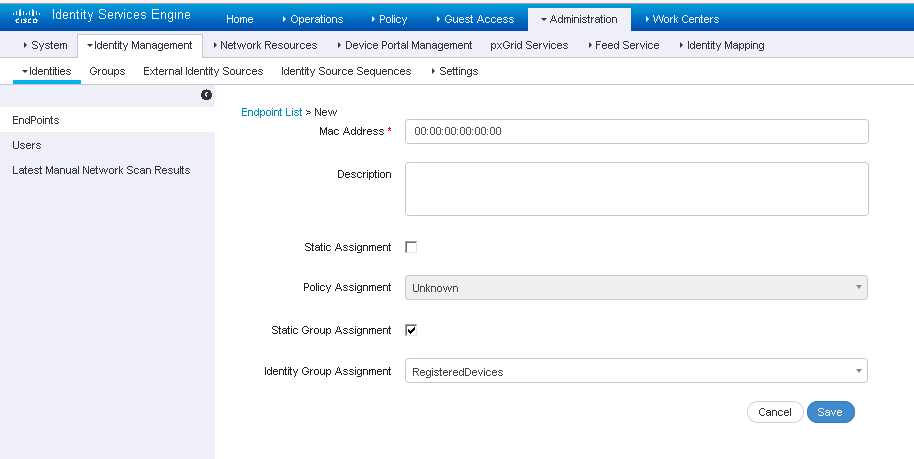 CISCO Identity Services Engine Home Operations Policy Guest Access Administration Work Centers
System Identity Management Network Resources Device Portal Management pxGrid Services Feed Service Identity Mapping
Identities Groups External Identity Sources Identity Source Sequences Settings
EndPoints
Users
Latest Manual Network Scan Results
Endpoint List > New
Mac Address * 00:00:00:00:00:00
Description
Static Assignment
Policy Assignment Unknown
Static Group Assignment
Identity Group Assignment RegisteredDevices
Cancel Save